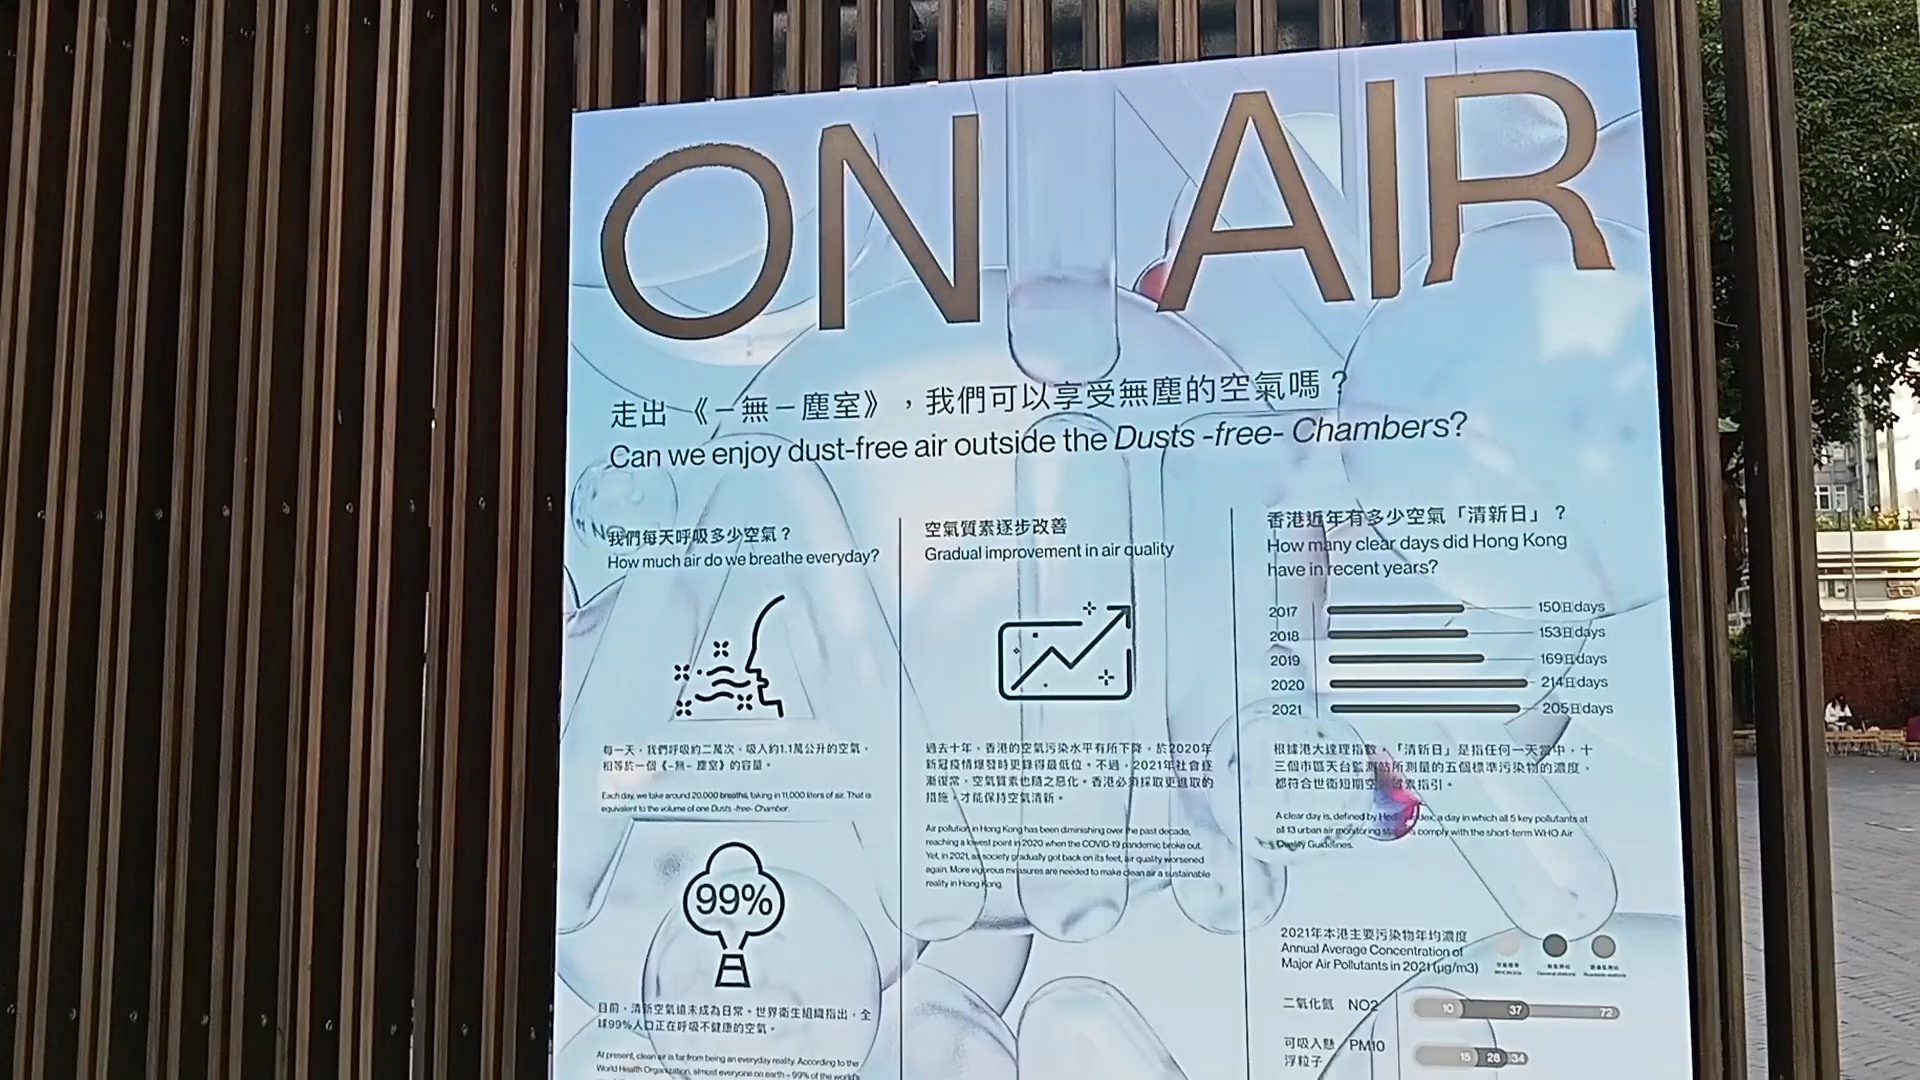 ON AIR
走出 《－無－塵室》，我們可以享受無塵的空氣嗎？
Can we enjoy dust-free air outside the Dusts -free- Chambers?
我們每天呼吸多少空氣？
How much air do we breathe everyday?
每一天，我們呼吸約二萬次，吸入約1.1萬公升的空氣，
相等於一個《-無- 塵室》的容量。
Each day, we take around 20,000 breaths, taking in 11,000 liters of air. That is
equivalent to the volume of one Dusts -free- Chamber.
99%
目前，清新空氣遠未成為日常。世界衛生組織指出，全
球99%人口正在呼吸不健康的空氣。
At present, clean air is far from being an everyday reality. According to the
World Health Organization, almost everyone on earth – 99% of the world's
空氣質素逐步改善
Gradual improvement in air quality
過去十年，香港的空氣污染水平有所下降，於2020年
新冠疫情爆發時更錄得最低位。不過，2021年社會逐
漸復常，空氣質素也隨之惡化。香港必須採取更進取的
措施，才能保持空氣清新。
Air pollution in Hong Kong has been diminishing over the past decade,
reaching a lowest point in 2020 when the COVID-19 pandemic broke out.
Yet, in 2021, as society gradually got back on its feet, air quality worsened
again. More vigorous measures are needed to make clean air a sustainable
reality in Hong Kong.
香港近年有多少空氣「清新日」？
How many clear days did Hong Kong
have in recent years?
2017 150日days
2018 153日days
2019 169日days
2020 214日days
2021 205日days
根據港大達理指數，「清新日」是指任何一天當中，十
三個市區天台監測站所測量的五個標準污染物的濃度，
都符合世衛短期空氣質素指引。
A clear day is, defined by Hedley Index, a day in which all 5 key pollutants at
all 13 urban air monitoring stations comply with the short-term WHO Air
Quality Guidelines.
2021年本港主要污染物年均濃度
Annual Average Concentration of
Major Air Pollutants in 2021 (μg/m3)
General stations
Roadside stations
二氧化氮 NO2 10 37 72
可吸入懸 PM10 15 28 34
浮粒子